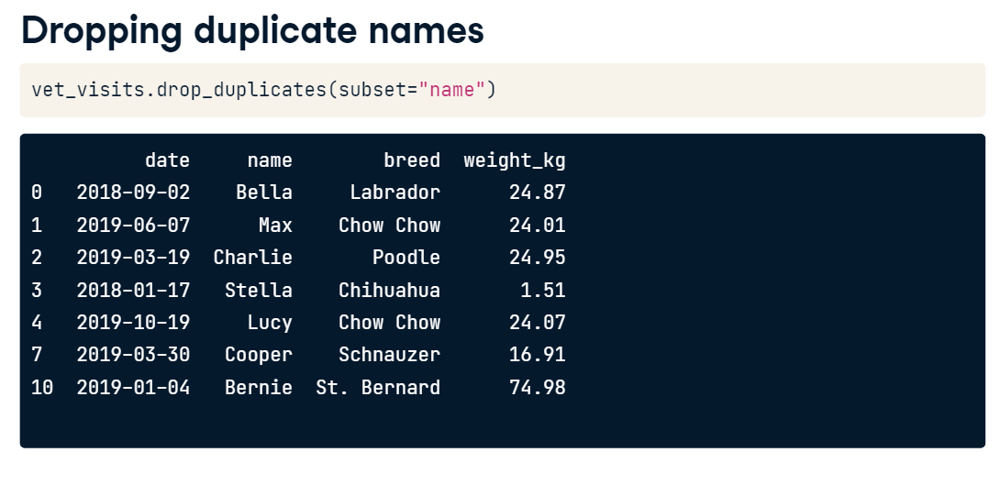 Dropping duplicate names
vet_visits.drop_duplicates(subset="name")
date name breed weight_kg
0 2018-09-02 Bella Labrador 24.87
1 2019-06-07 Max Chow Chow 24.01
2 2019-03-19 Charlie Poodle 24.95
3 2018-01-17 Stella Chihuahua 1.51
4 2019-10-19 Lucy Chow Chow 24.07
7 2019-03-30 Cooper Schnauzer 16.91
10 2019-01-04 Bernie St. Bernard 74.98